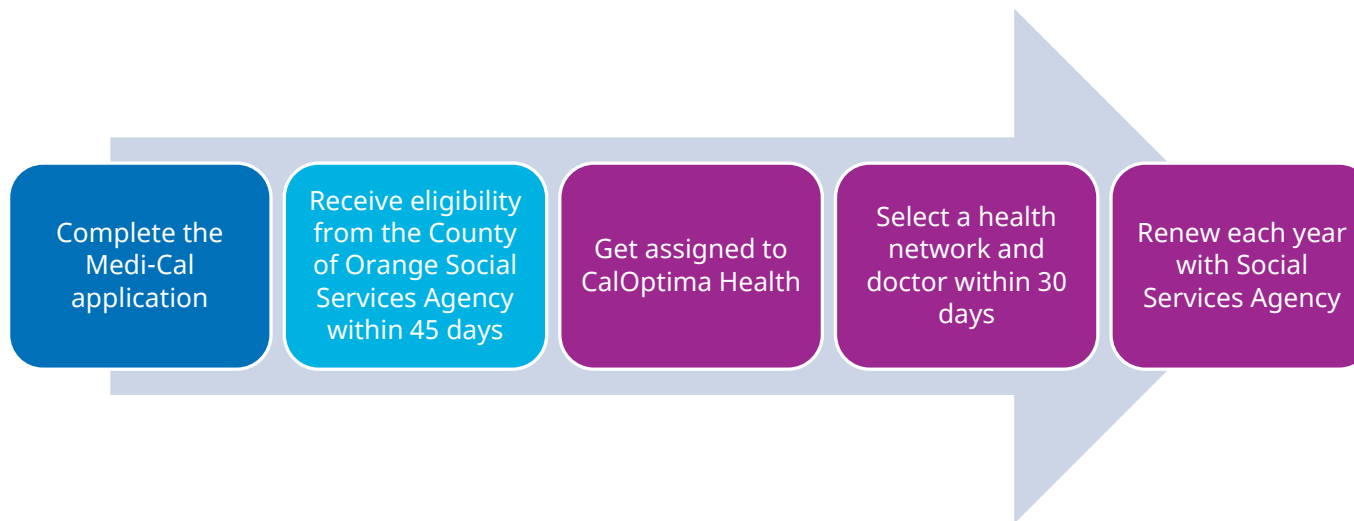 Complete the
Medi-Cal
application
Receive eligibility
from the County
of Orange Social
Services Agency
within 45 days
Get assigned to
CalOptima Health
Select a health
network and
doctor within 30
days
Renew each year
with Social
Services Agency